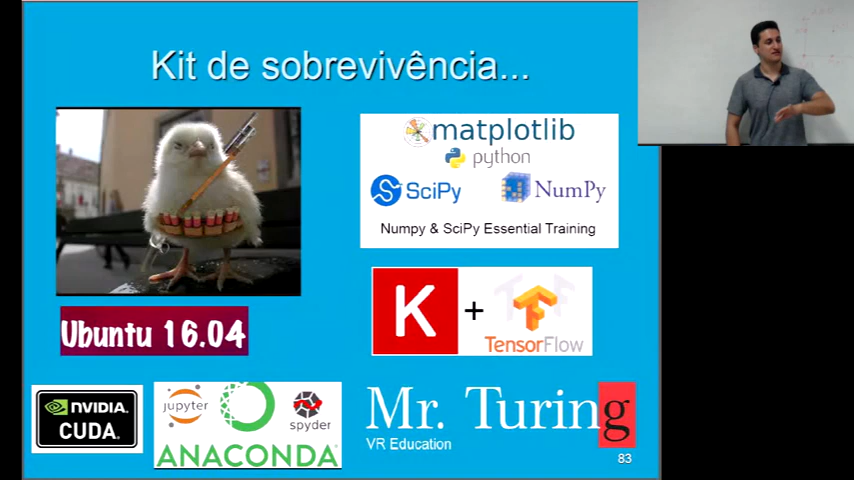 Kit de sobrevivência...
matplotlib
python
SciPy
NumPy
Numpy & SciPy Essential Training
Ubuntu 16.04
K
+
TensorFlow
NVIDIA.
CUDA.
jupyter
spyder
ANACONDA
Mr. Turing
VR Education
83